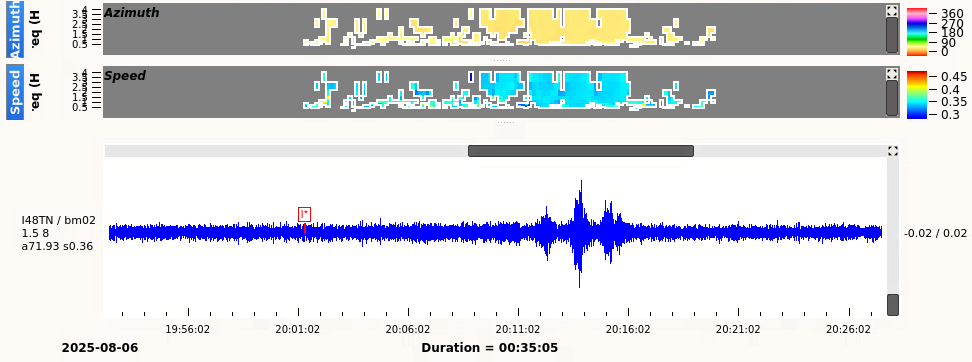 Azimuth
Azimuth
4
3.5
2.5
1.5
0.5
360
270
180
90
0
Speed
Speed
4
3.5
2.5
1.5
0.5
0.45
0.4
0.35
0.3
I*
I48TN / bm02
1.5 8
a71.93 s0.36
-0.02 / 0.02
19:56:02 20:01:02 20:06:02 20:11:02 20:16:02 20:21:02 20:26:02
2025-08-06 Duration = 00:35:05